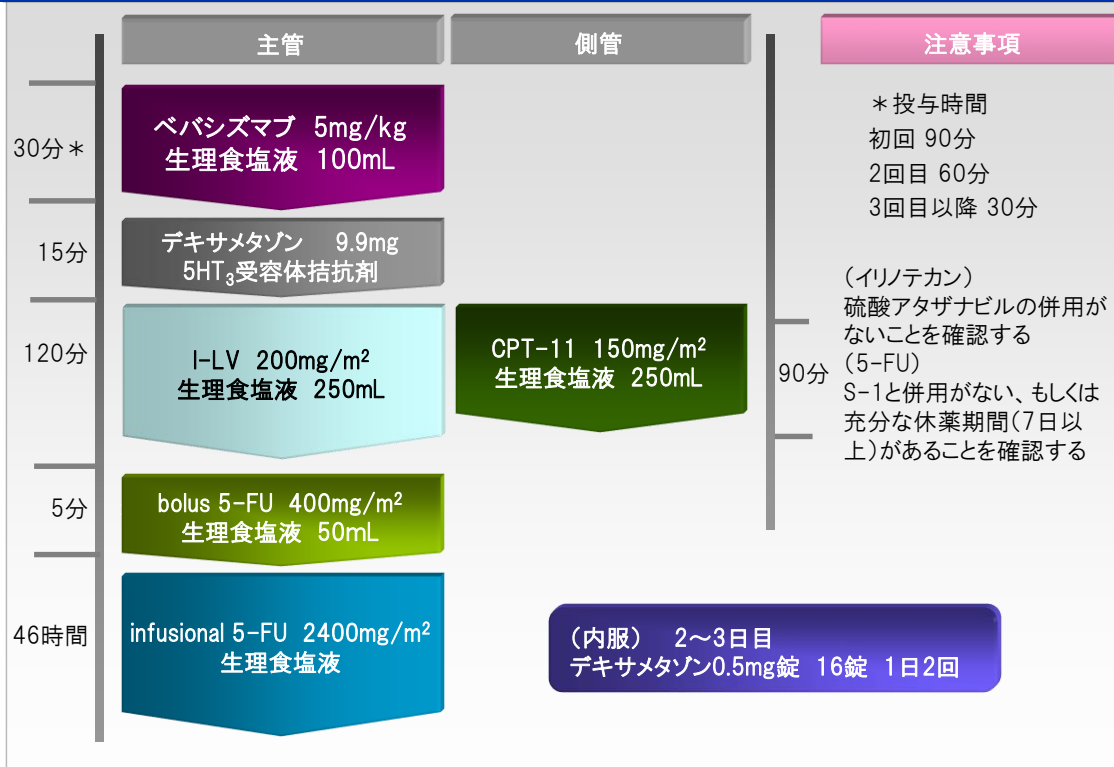 主管
側管
注意事項
30分＊
ベバシズマブ 5mg/kg
生理食塩液 100mL
＊投与時間
初回 90分
2回目 60分
3回目以降 30分
15分
デキサメタゾン 9.9mg
5HT₃受容体拮抗剤
120分
l-LV 200mg/m²
生理食塩液 250mL
CPT-11 150mg/m²
生理食塩液 250mL
90分
（イリノテカン）
硫酸アタザナビルの併用が
ないことを確認する
（5-FU）
S-1と併用がない、もしくは
充分な休薬期間（7日以
上）があることを確認する
5分
bolus 5-FU 400mg/m²
生理食塩液 50mL
46時間
infusional 5-FU 2400mg/m²
生理食塩液
（内服） 2～3日目
デキサメタゾン0.5mg錠 16錠 1日2回